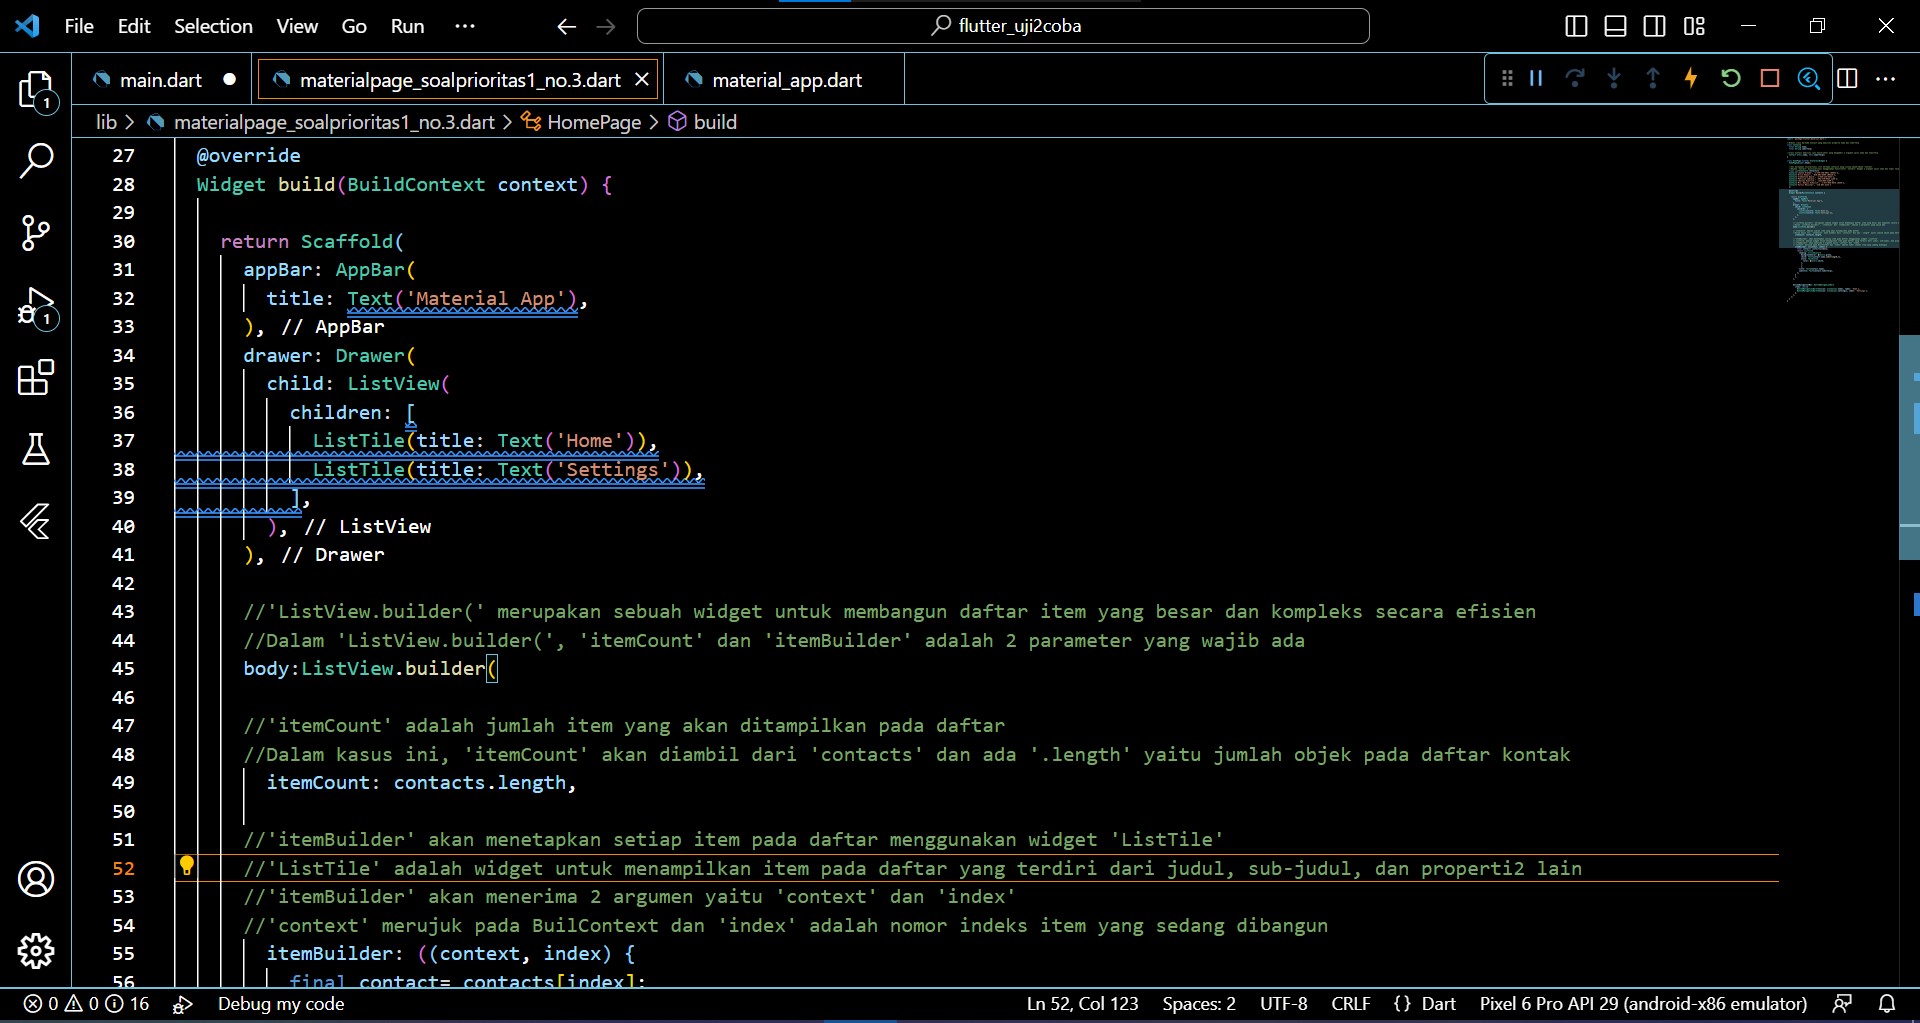 File Edit Selection View Go Run ··· flutter_uji2coba
main.dart materialpage_soalprioritas1_no.3.dart material_app.dart
lib > materialpage_soalprioritas1_no.3.dart > HomePage > build
1
1
27 @override
28 Widget build(BuildContext context) {
29
30 return Scaffold(
31 appBar: AppBar(
32 title: Text('Material App'),
33 ), // AppBar
34 drawer: Drawer(
35 child: ListView(
36 children: [
37 ListTile(title: Text('Home')),
38 ListTile(title: Text('Settings')),
39 ],
40 ), // ListView
41 ), // Drawer
42
43 //'ListView.builder(' merupakan sebuah widget untuk membangun daftar item yang besar dan kompleks secara efisien
44 //Dalam 'ListView.builder(', 'itemCount' dan 'itemBuilder' adalah 2 parameter yang wajib ada
45 body:ListView.builder(
46
47 //'itemCount' adalah jumlah item yang akan ditampilkan pada daftar
48 //Dalam kasus ini, 'itemCount' akan diambil dari 'contacts' dan ada '.length' yaitu jumlah objek pada daftar kontak
49 itemCount: contacts.length,
50
51 //'itemBuilder' akan menetapkan setiap item pada daftar menggunakan widget 'ListTile'
52 //'ListTile' adalah widget untuk menampilkan item pada daftar yang terdiri dari judul, sub-judul, dan properti2 lain
53 //'itemBuilder' akan menerima 2 argumen yaitu 'context' dan 'index'
54 //'context' merujuk pada BuilContext dan 'index' adalah nomor indeks item yang sedang dibangun
55 itemBuilder: ((context, index) {
56 final contact= contacts[index];
0 0 16 Debug my code Ln 52, Col 123 Spaces: 2 UTF-8 CRLF {} Dart Pixel 6 Pro API 29 (android-x86 emulator)